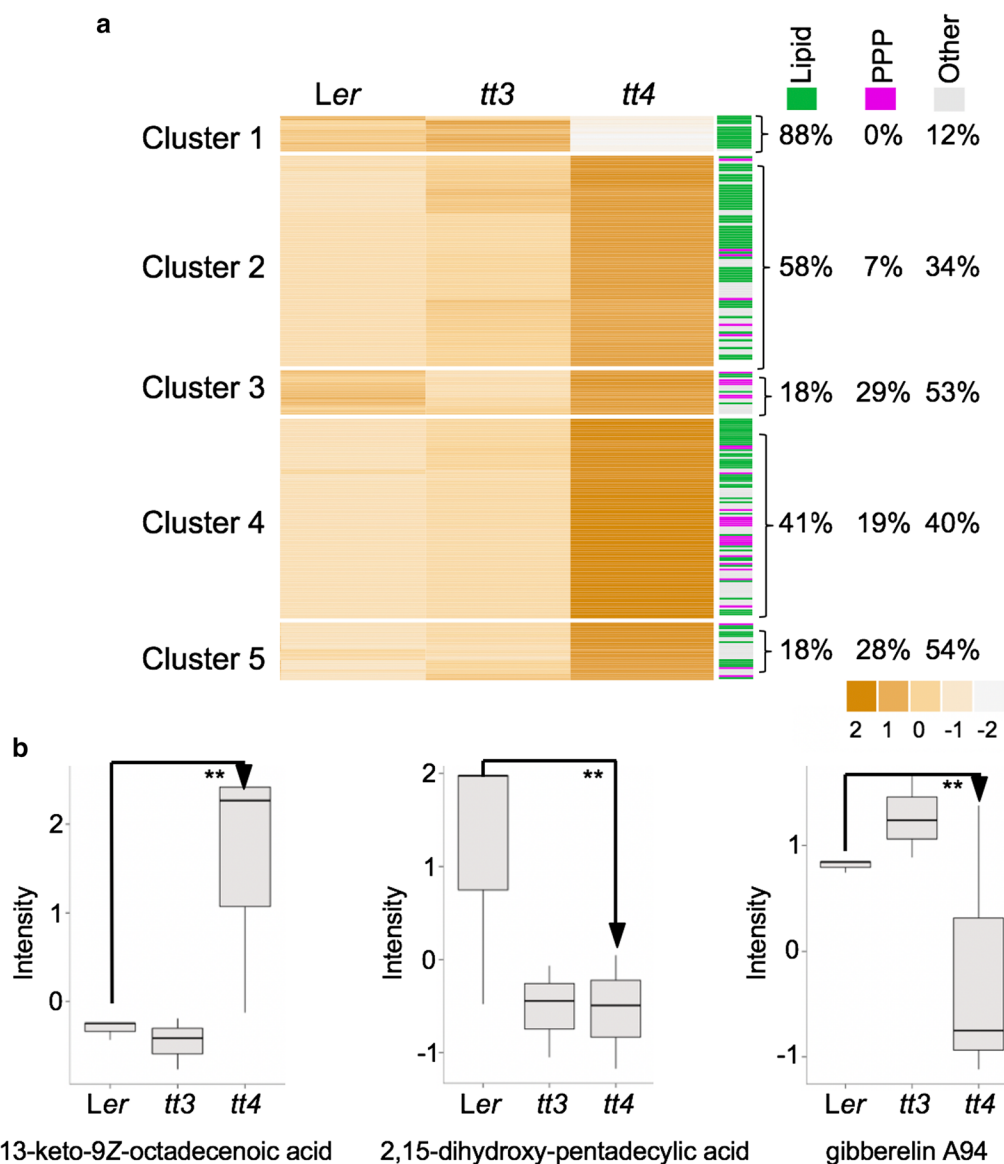 a
Ler tt3 tt4 Lipid PPP Other
Cluster 1 88% 0% 12%
Cluster 2 58% 7% 34%
Cluster 3 18% 29% 53%
Cluster 4 41% 19% 40%
Cluster 5 18% 28% 54%
2 1 0 -1 -2
b
Intensity
2
1
0
**
Ler tt3 tt4
13-keto-9Z-octadecenoic acid
Intensity
2
1
0
-1
**
Ler tt3 tt4
2,15-dihydroxy-pentadecylic acid
Intensity
1
0
-1
**
Ler tt3 tt4
gibberelin A94